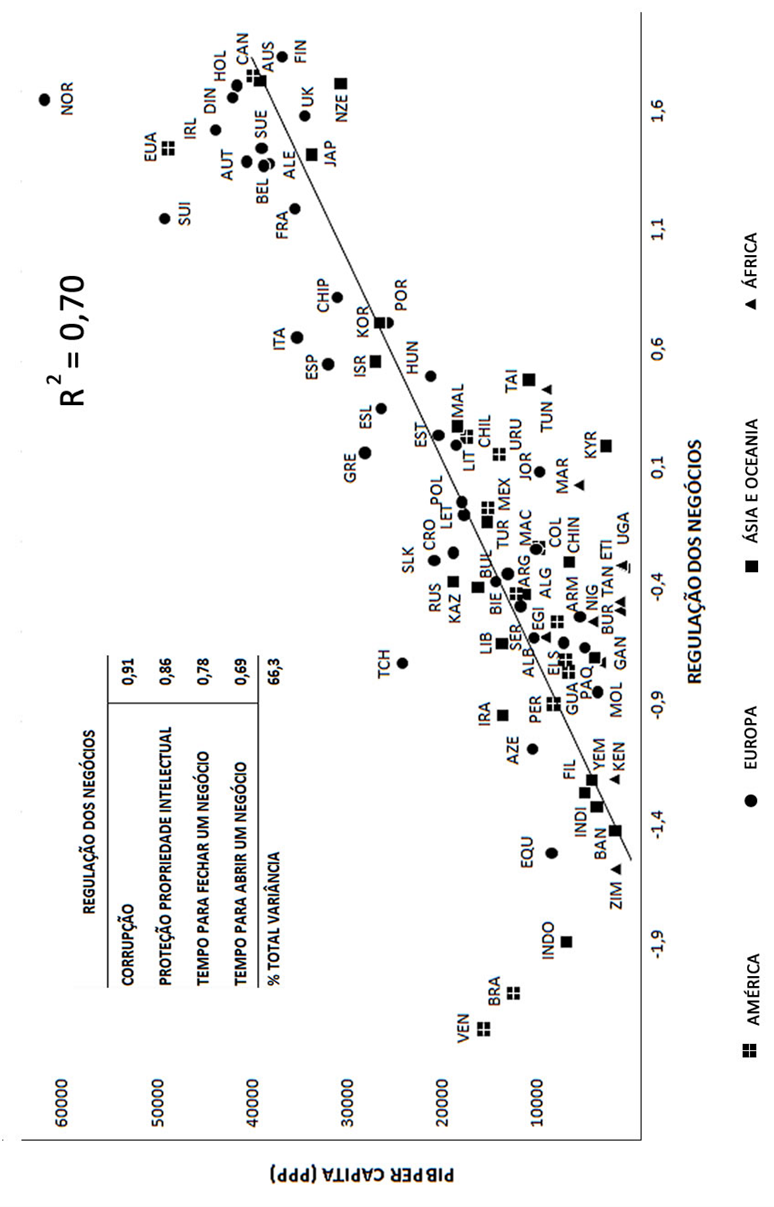 REGULAÇÃO DOS NEGÓCIOS
CORRUPÇÃO 0,91
PROTEÇÃO PROPRIEDADE INTELECTUAL 0,86
TEMPO PARA FECHAR UM NEGÓCIO 0,78
TEMPO PARA ABRIR UM NEGÓCIO 0,69
% TOTAL VARIÂNCIA 66,3
R² = 0,70
PIB PER CAPITA (PPP)
60000
50000
40000
30000
20000
10000
VEN
BRA
INDO
EQU
ZIM
BAN
INDI
FIL
YEM
KEN
AZE
IRA
PER
GUA
MOL
PAQ
ELS
ALB
GAN
TCH
LIB
SER
EGI
BIE
ARG
ALG
ARM
NIG
BUR
TAN
ETI
UGA
RUS
KAZ
BUL
SLK
CRO
LET
POL
TUR
MEX
MAC
COL
CHIN
GRE
ESL
EST
LIT
MAL
CHIL
URU
JOR
MAR
KYR
TUN
TAI
HUN
ISR
ESP
ITA
KOR
POR
CHIP
FRA
SUI
EUA
AUT
BEL
ALE
SUE
IRL
DIN
HOL
CAN
AUS
FIN
UK
JAP
NZE
NOR
-1,9
-1,4
-0,9
-0,4
0,1
0,6
1,1
1,6
REGULAÇÃO DOS NEGÓCIOS
AMÉRICA
EUROPA
ÁSIA E OCEANIA
ÁFRICA